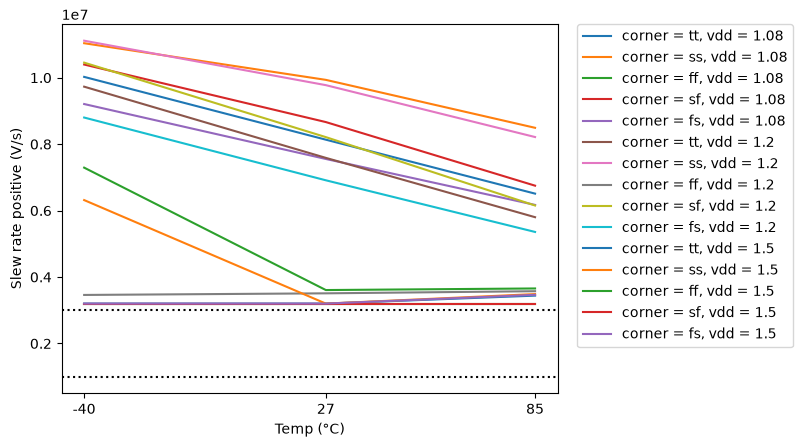 1e7
1.0
0.8
0.6
0.4
0.2
Slew rate positive (V/s)
-40
27
85
Temp (°C)
corner = tt, vdd = 1.08
corner = ss, vdd = 1.08
corner = ff, vdd = 1.08
corner = sf, vdd = 1.08
corner = fs, vdd = 1.08
corner = tt, vdd = 1.2
corner = ss, vdd = 1.2
corner = ff, vdd = 1.2
corner = sf, vdd = 1.2
corner = fs, vdd = 1.2
corner = tt, vdd = 1.5
corner = ss, vdd = 1.5
corner = ff, vdd = 1.5
corner = sf, vdd = 1.5
corner = fs, vdd = 1.5